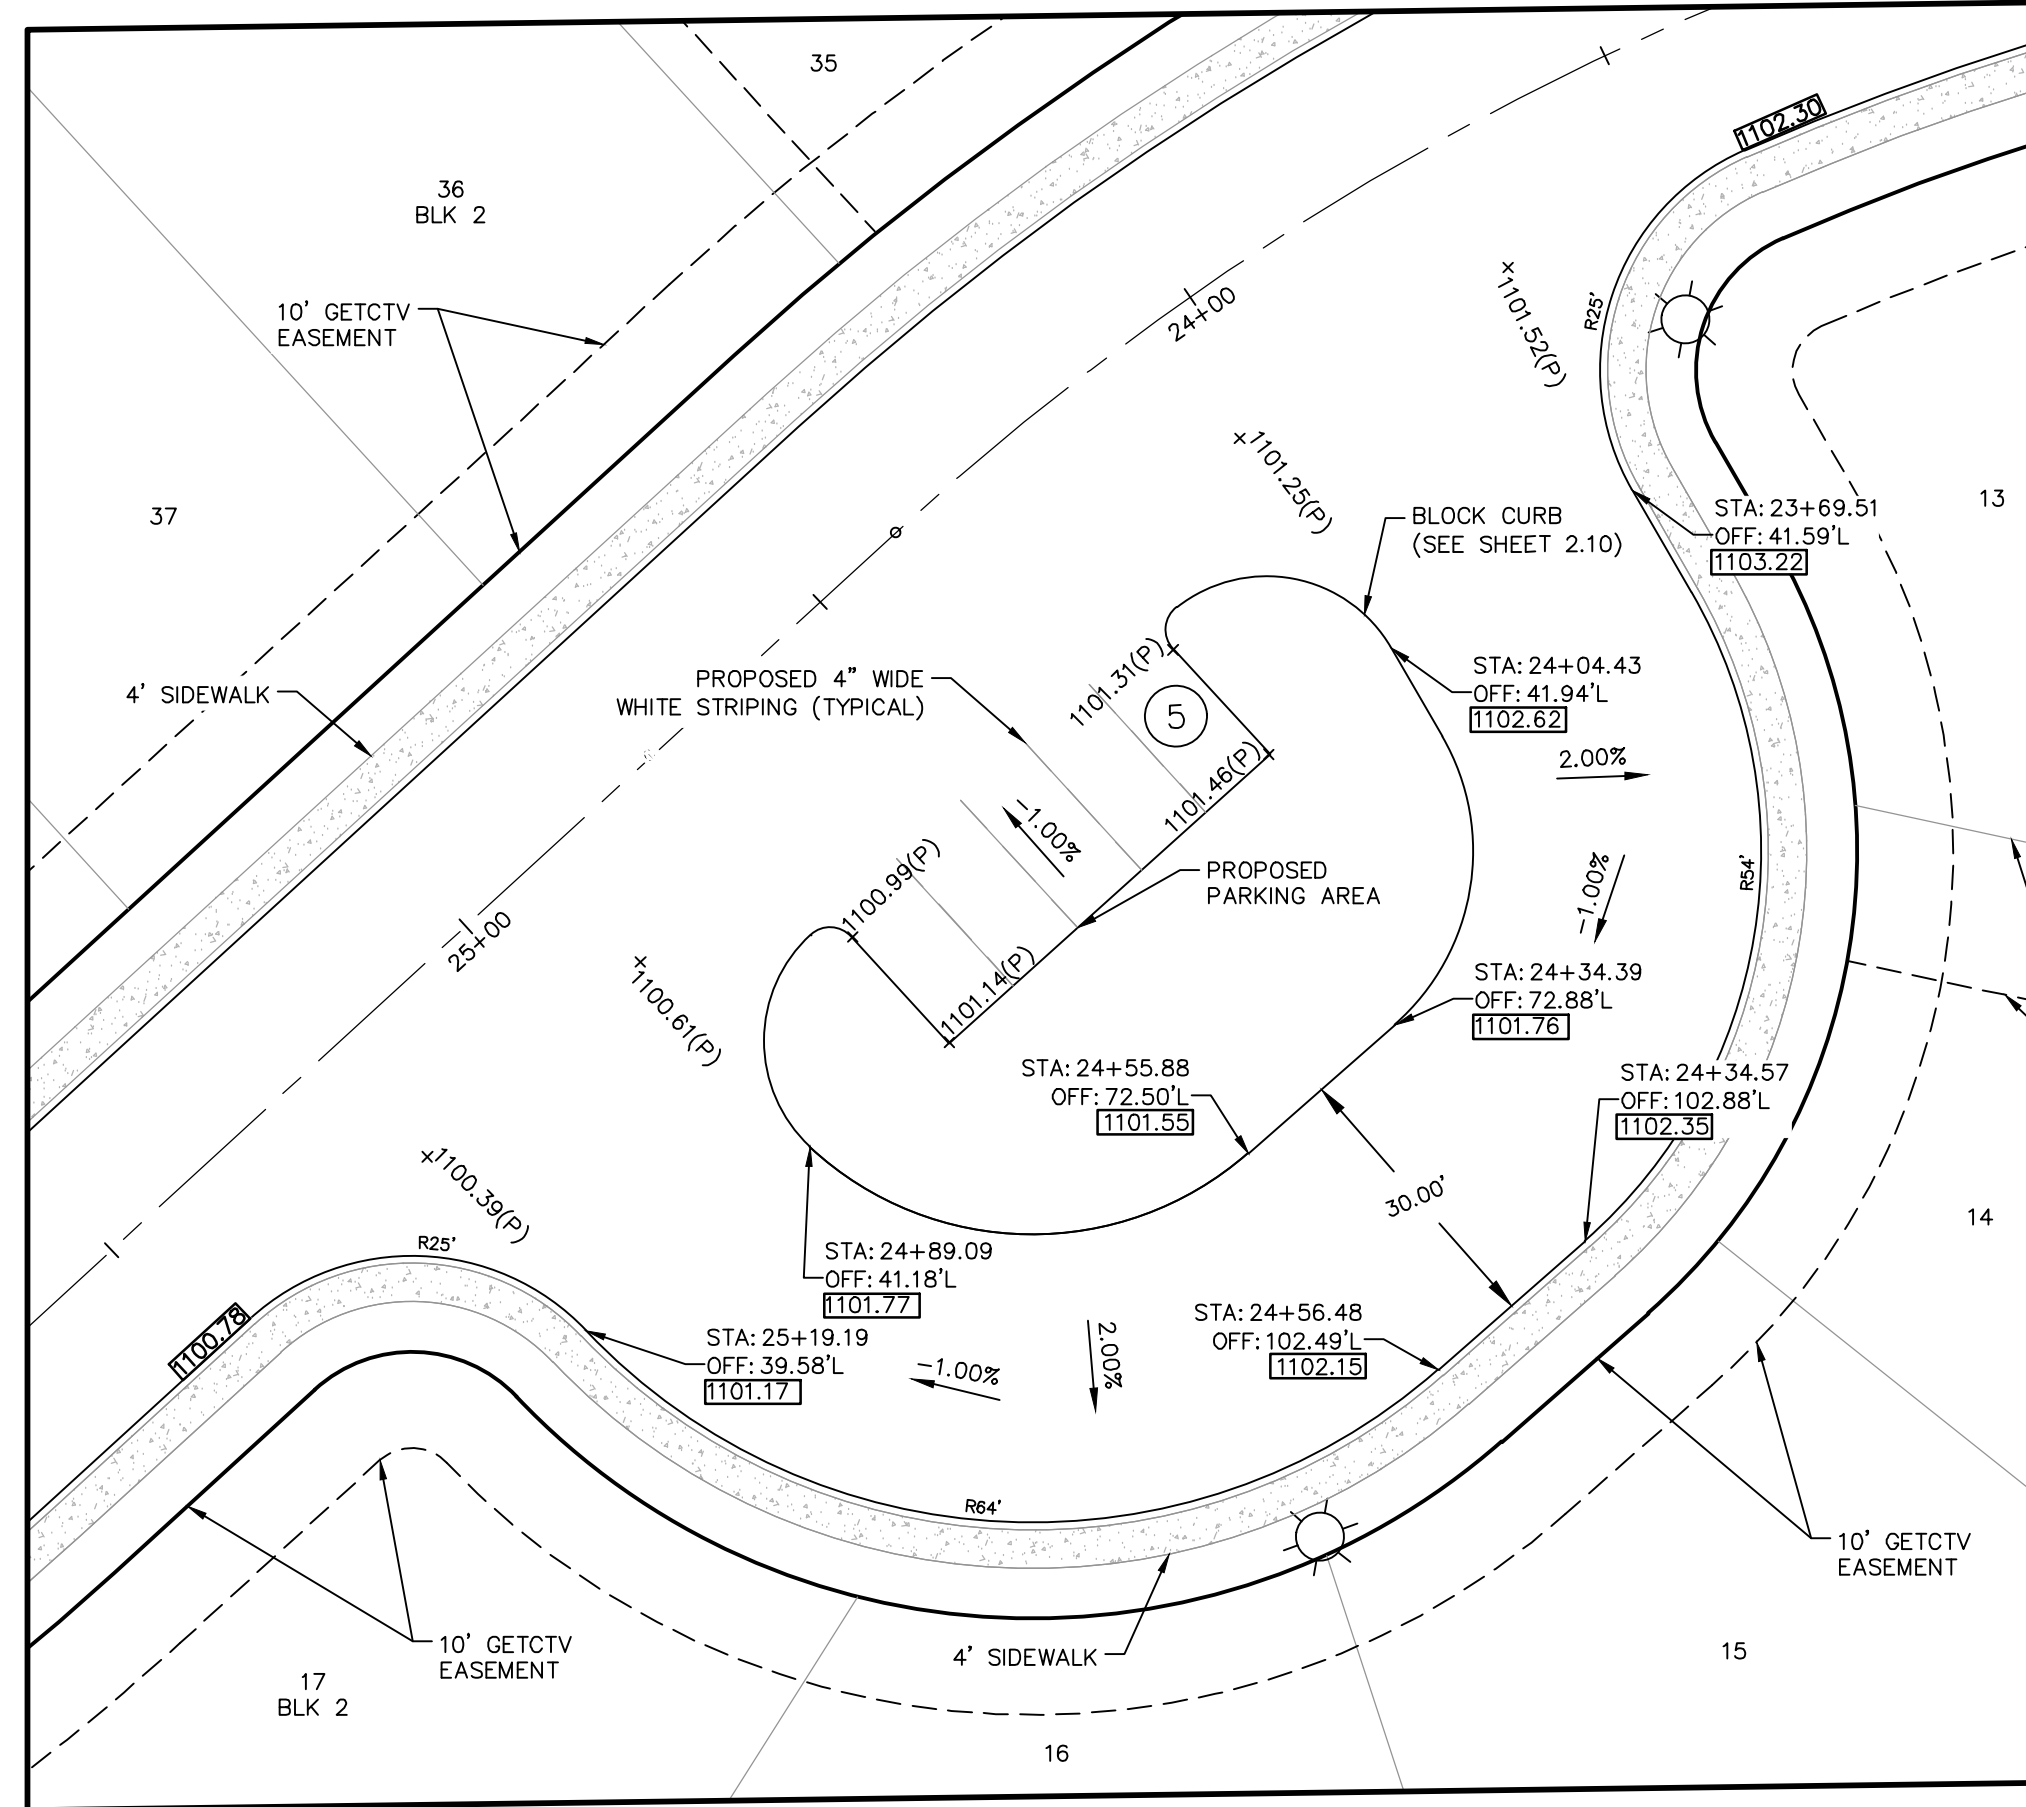 35
36
BLK 2
37
10' GETCTV
EASEMENT
4' SIDEWALK
24+00
25+00
1102.30
R25'
1101.52(P)
1101.25(P)
BLOCK CURB
(SEE SHEET 2.10)
STA: 23+69.51
OFF: 41.59'L
1103.22
13
PROPOSED 4" WIDE
WHITE STRIPING (TYPICAL)
1101.31(P)
5
1101.46(P)
STA: 24+04.43
OFF: 41.94'L
1102.62
2.00%
-1.00%
1100.99(P)
PROPOSED
PARKING AREA
-1.00%
R54'
1101.14(P)
1100.61(P)
STA: 24+34.39
OFF: 72.88'L
1101.76
STA: 24+55.88
OFF: 72.50'L
1101.55
STA: 24+34.57
OFF: 102.88'L
1102.35
30.00'
14
1100.39(P)
R25'
1100.78
STA: 24+89.09
OFF: 41.18'L
1101.77
STA: 25+19.19
OFF: 39.58'L
1101.17
-1.00%
2.00%
STA: 24+56.48
OFF: 102.49'L
1102.15
R64'
10' GETCTV
EASEMENT
10' GETCTV
EASEMENT
4' SIDEWALK
17
BLK 2
15
16